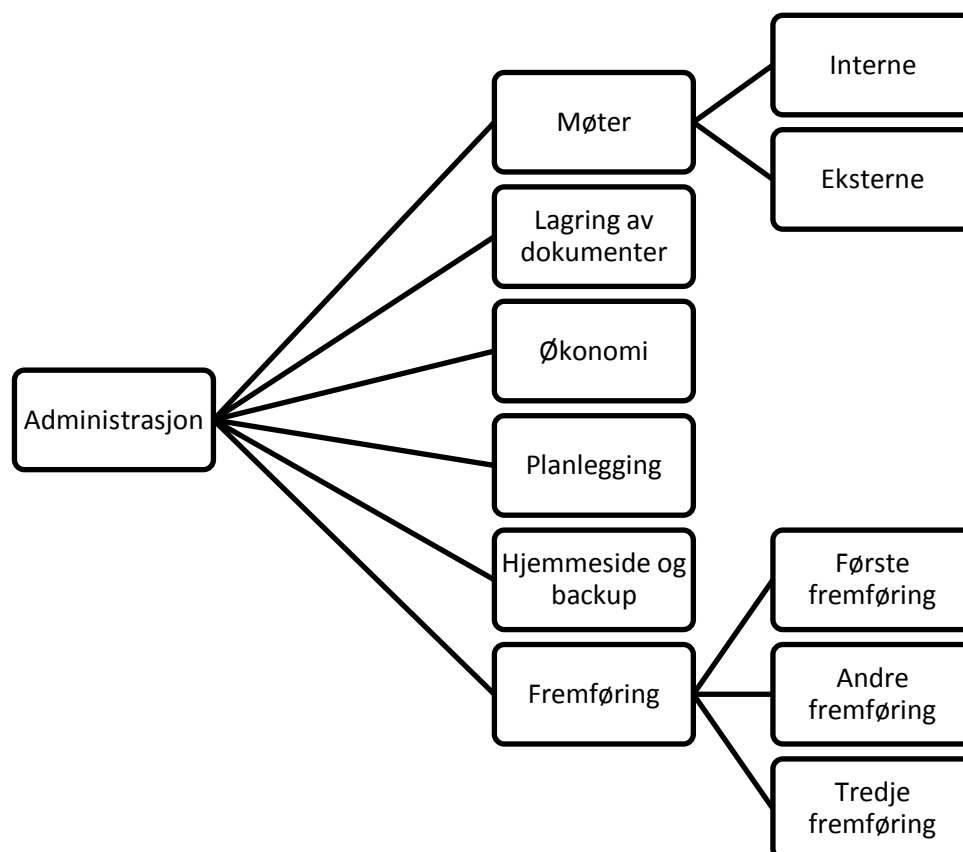 Administrasjon
Møter
Interne
Eksterne
Lagring av
dokumenter
Økonomi
Planlegging
Hjemmeside og
backup
Fremføring
Første
fremføring
Andre
fremføring
Tredje
fremføring